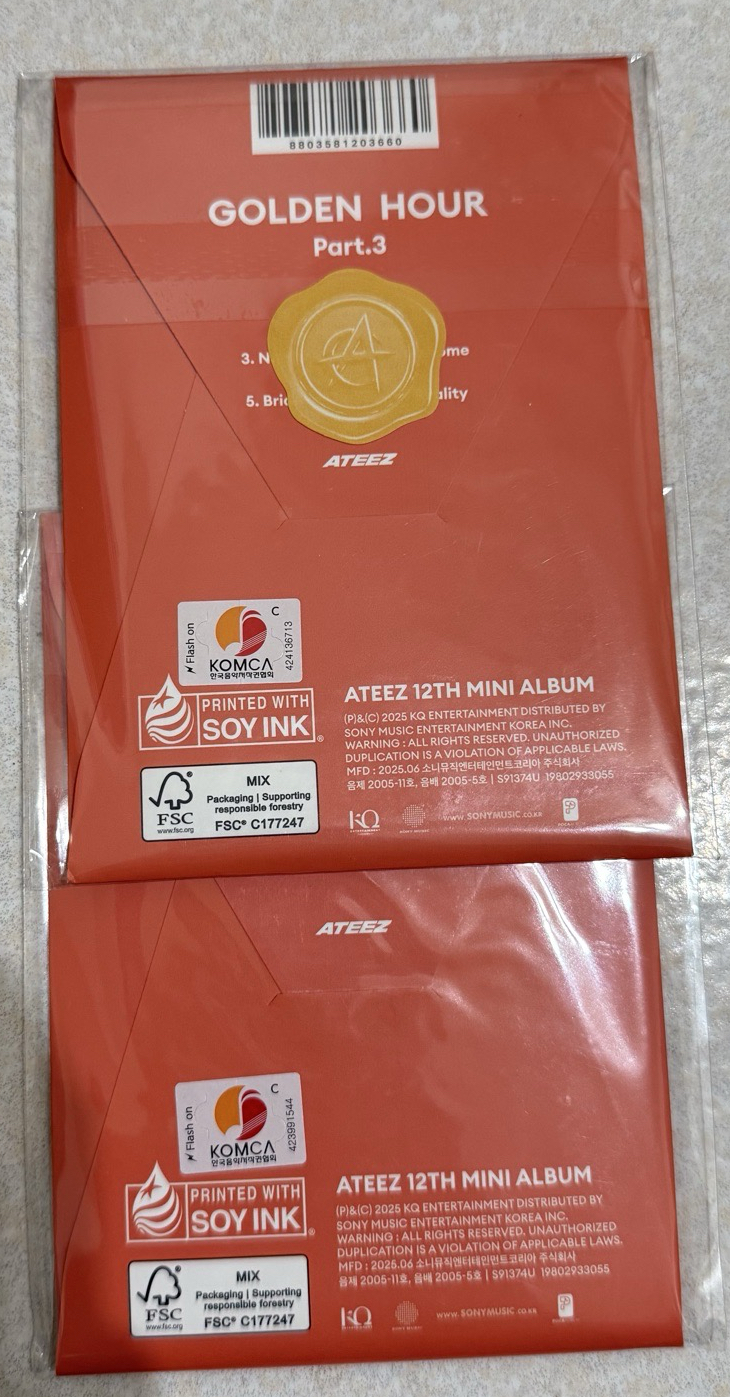 8803581203660
GOLDEN HOUR
Part.3
3. N ome
5. Bric ality
ATEEZ
Flash on
C
KOMCA
한국음악저작권협회
424136713
PRINTED WITH
SOY INK
MIX
Packaging | Supporting
responsible forestry
FSC® C177247
FSC
www.fsc.org
ATEEZ 12TH MINI ALBUM
(P)&(C) 2025 KQ ENTERTAINMENT DISTRIBUTED BY
SONY MUSIC ENTERTAINMENT KOREA INC.
WARNING : ALL RIGHTS RESERVED. UNAUTHORIZED
DUPLICATION IS A VIOLATION OF APPLICABLE LAWS.
MFD : 2025.06 소니뮤직엔터테인먼트코리아 주식회사
음제 2005-11호, 음배 2005-5호 | S91374U 19802933055
KQ
ENTERTAINMENT
SONY MUSIC
www.SONYMUSIC.co.kr
ATEEZ
Flash on
C
KOMCA
한국음악저작권협회
423991544
PRINTED WITH
SOY INK
MIX
Packaging | Supporting
responsible forestry
FSC® C177247
FSC
www.fsc.org
ATEEZ 12TH MINI ALBUM
(P)&(C) 2025 KQ ENTERTAINMENT DISTRIBUTED BY
SONY MUSIC ENTERTAINMENT KOREA INC.
WARNING : ALL RIGHTS RESERVED. UNAUTHORIZED
DUPLICATION IS A VIOLATION OF APPLICABLE LAWS.
MFD : 2025.06 소니뮤직엔터테인먼트코리아 주식회사
음제 2005-11호, 음배 2005-5호 | S91374U 19802933055
KQ
ENTERTAINMENT
SONY MUSIC
www.SONYMUSIC.co.kr